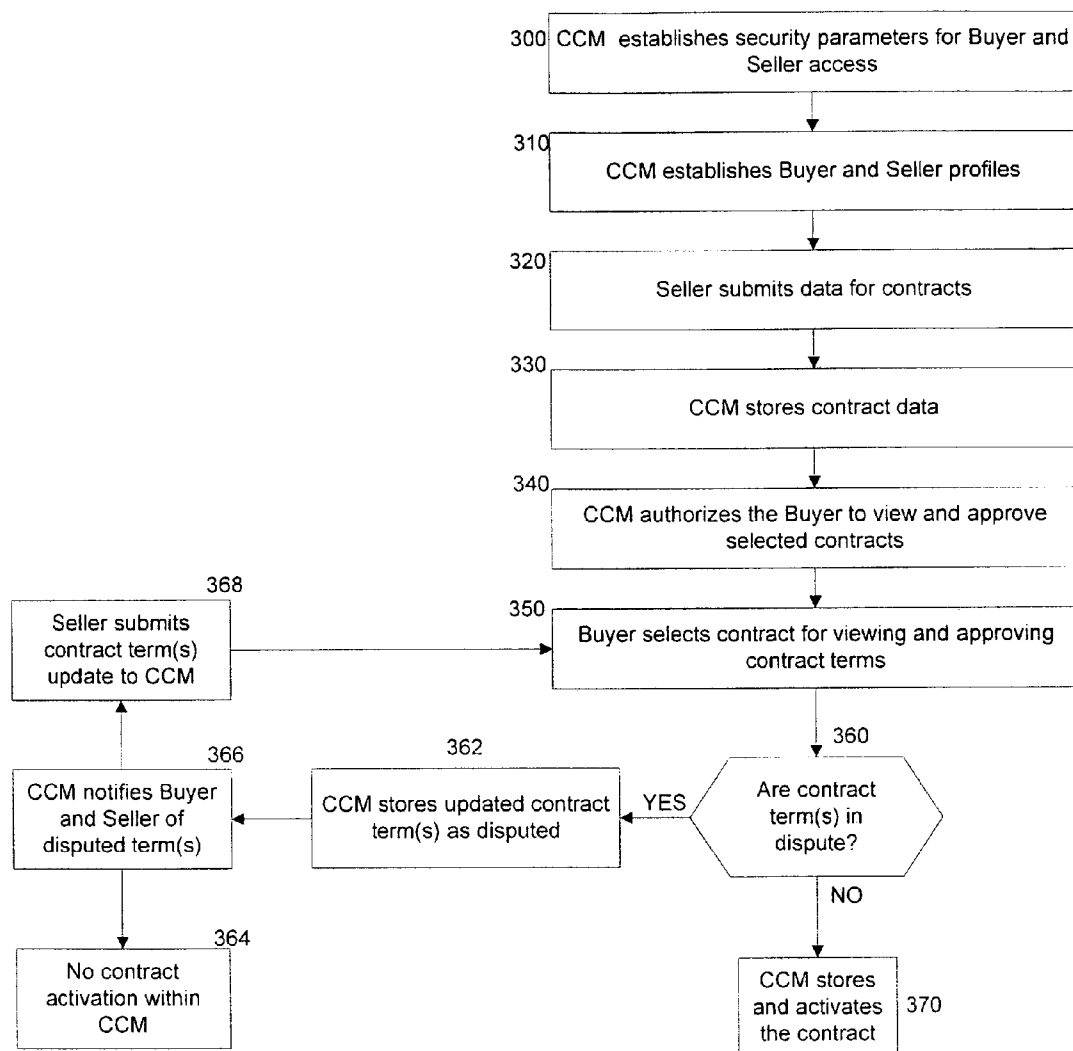 300 CCM establishes security parameters for Buyer and
Seller access
310
CCM establishes Buyer and Seller profiles
320
Seller submits data for contracts
330
CCM stores contract data
340
CCM authorizes the Buyer to view and approve
selected contracts
350
Buyer selects contract for viewing and approving
contract terms
368
Seller submits
contract term(s)
update to CCM
360
Are contract
term(s) in
dispute?
YES
362
CCM stores updated contract
term(s) as disputed
366
CCM notifies Buyer
and Seller of
disputed term(s)
364
No contract
activation within
CCM
NO
CCM stores
and activates
the contract
370